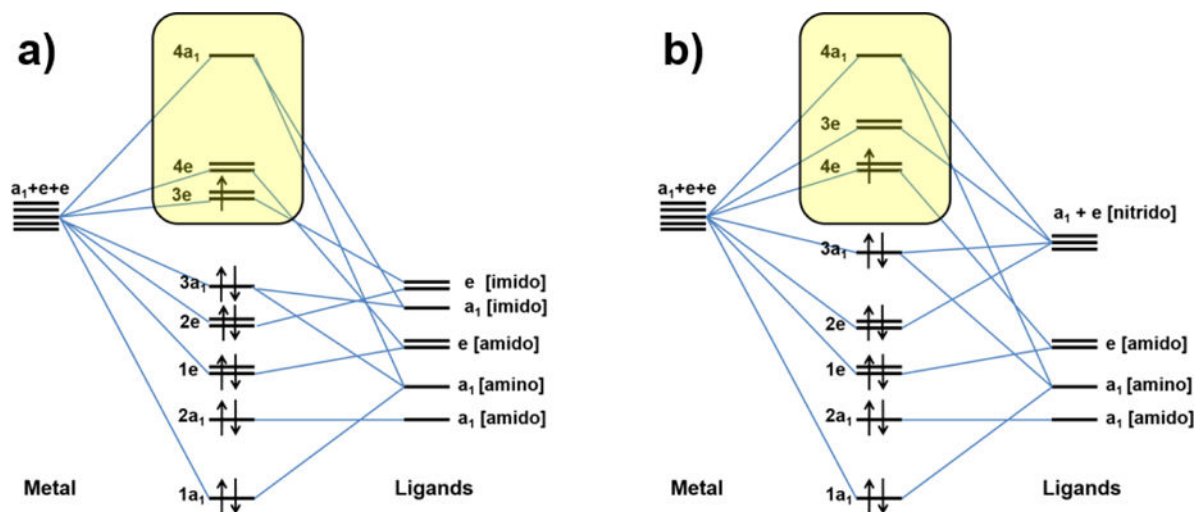 a)
4a₁
4e
3e
a₁+e+e
3a₁
2e
1e
2a₁
1a₁
e [imido]
a₁ [imido]
e [amido]
a₁ [amino]
a₁ [amido]
Metal
Ligands
b)
4a₁
3e
4e
a₁+e+e
3a₁
2e
1e
2a₁
1a₁
a₁ + e [nitrido]
e [amido]
a₁ [amino]
a₁ [amido]
Metal
Ligands